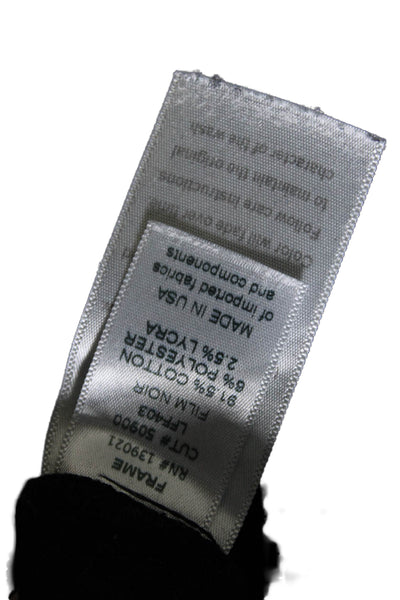 FRAME
RN# 139021
CUT# 50900
LFF403
FILM NOIR
91.5% COTTON
6% POLYESTER
2.5% LYCRA
MADE IN USA
of imported fabrics
and components
Color will fade over time
Follow care instructions
to maintain the original
character of the wash